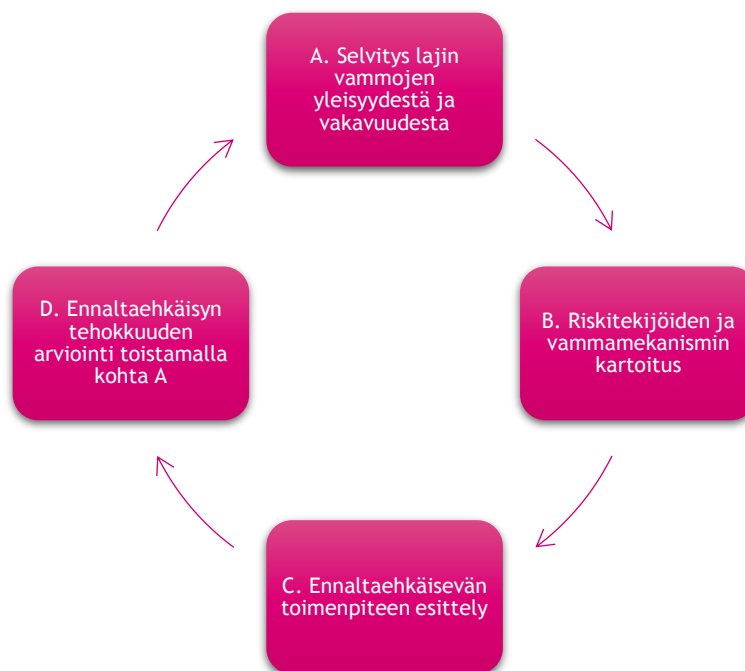 A. Selvitys lajin
vammojen
yleisyydestä ja
vakavuudesta
B. Riskitekijöiden ja
vammamekanismin
kartoitus
C. Ennaltaehkäisevän
toimenpiteen esittely
D. Ennaltaehkäisyn
tehokkuuden
arviointi toistamalla
kohta A